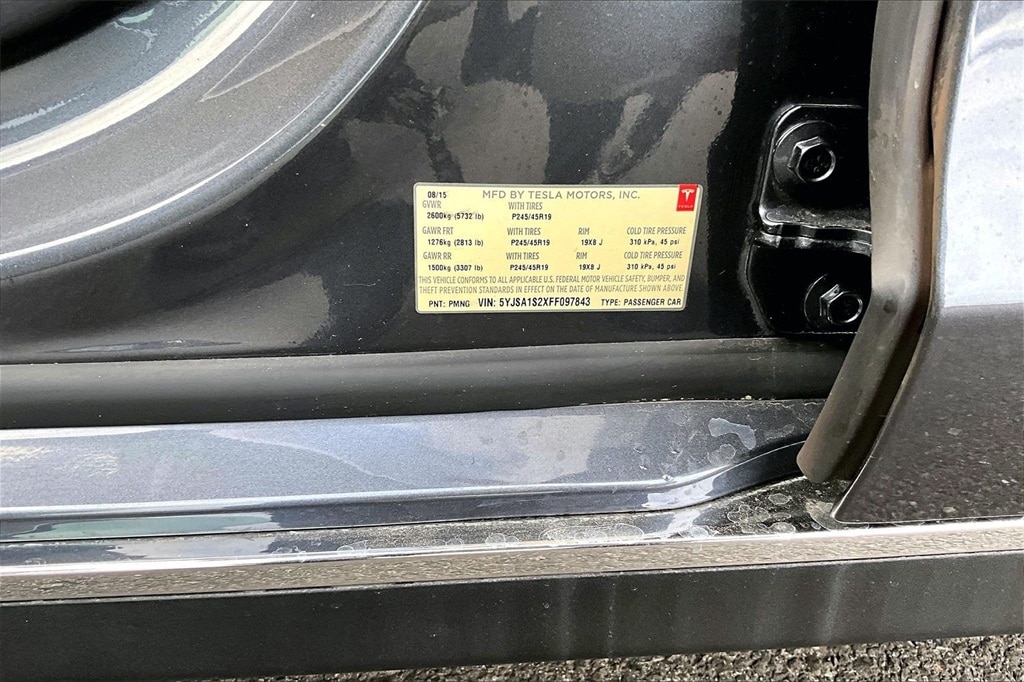 08/15 MFD BY TESLA MOTORS, INC.
GVWR WITH TIRES
2600kg (5732 lb) P245/45R19
GAWR FRT WITH TIRES RIM COLD TIRE PRESSURE
1276kg (2813 lb) P245/45R19 19X8 J 310 kPa, 45 psi
GAWR RR WITH TIRES RIM COLD TIRE PRESSURE
1500kg (3307 lb) P245/45R19 19X8 J 310 kPa, 45 psi
THIS VEHICLE CONFORMS TO ALL APPLICABLE U.S. FEDERAL MOTOR VEHICLE SAFETY, BUMPER, AND
THEFT PREVENTION STANDARDS IN EFFECT ON THE DATE OF MANUFACTURE SHOWN ABOVE.
PNT: PMNG VIN: 5YJSA1S2XFF097843 TYPE: PASSENGER CAR